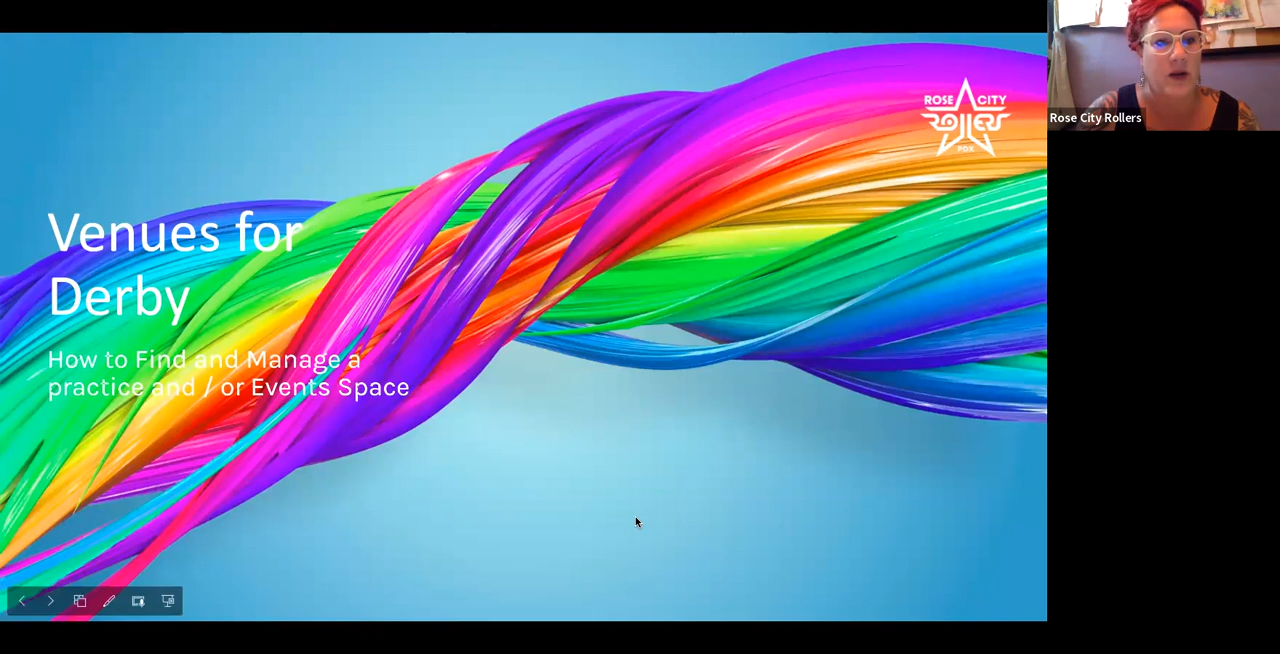 ROSE CITY
ROLLERS
PDX
Rose City Rollers
Venues for
Derby
How to Find and Manage a
practice and / or Events Space